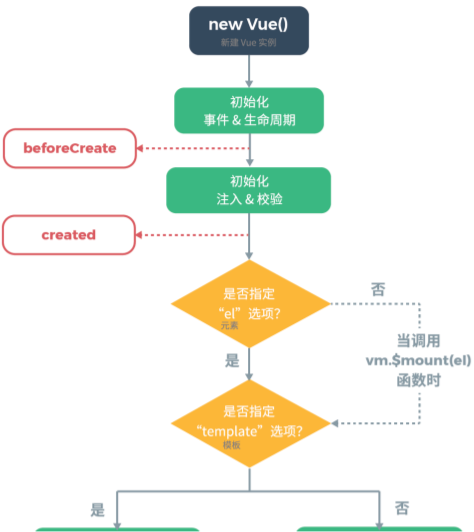 new Vue()
新建 Vue 实例
初始化
事件 & 生命周期
beforeCreate
初始化
注入 & 校验
created
是否指定
“el”选项?
元素
否
当调用
vm.$mount(el)
函数时
是
是否指定
“template”选项?
模板
是
否